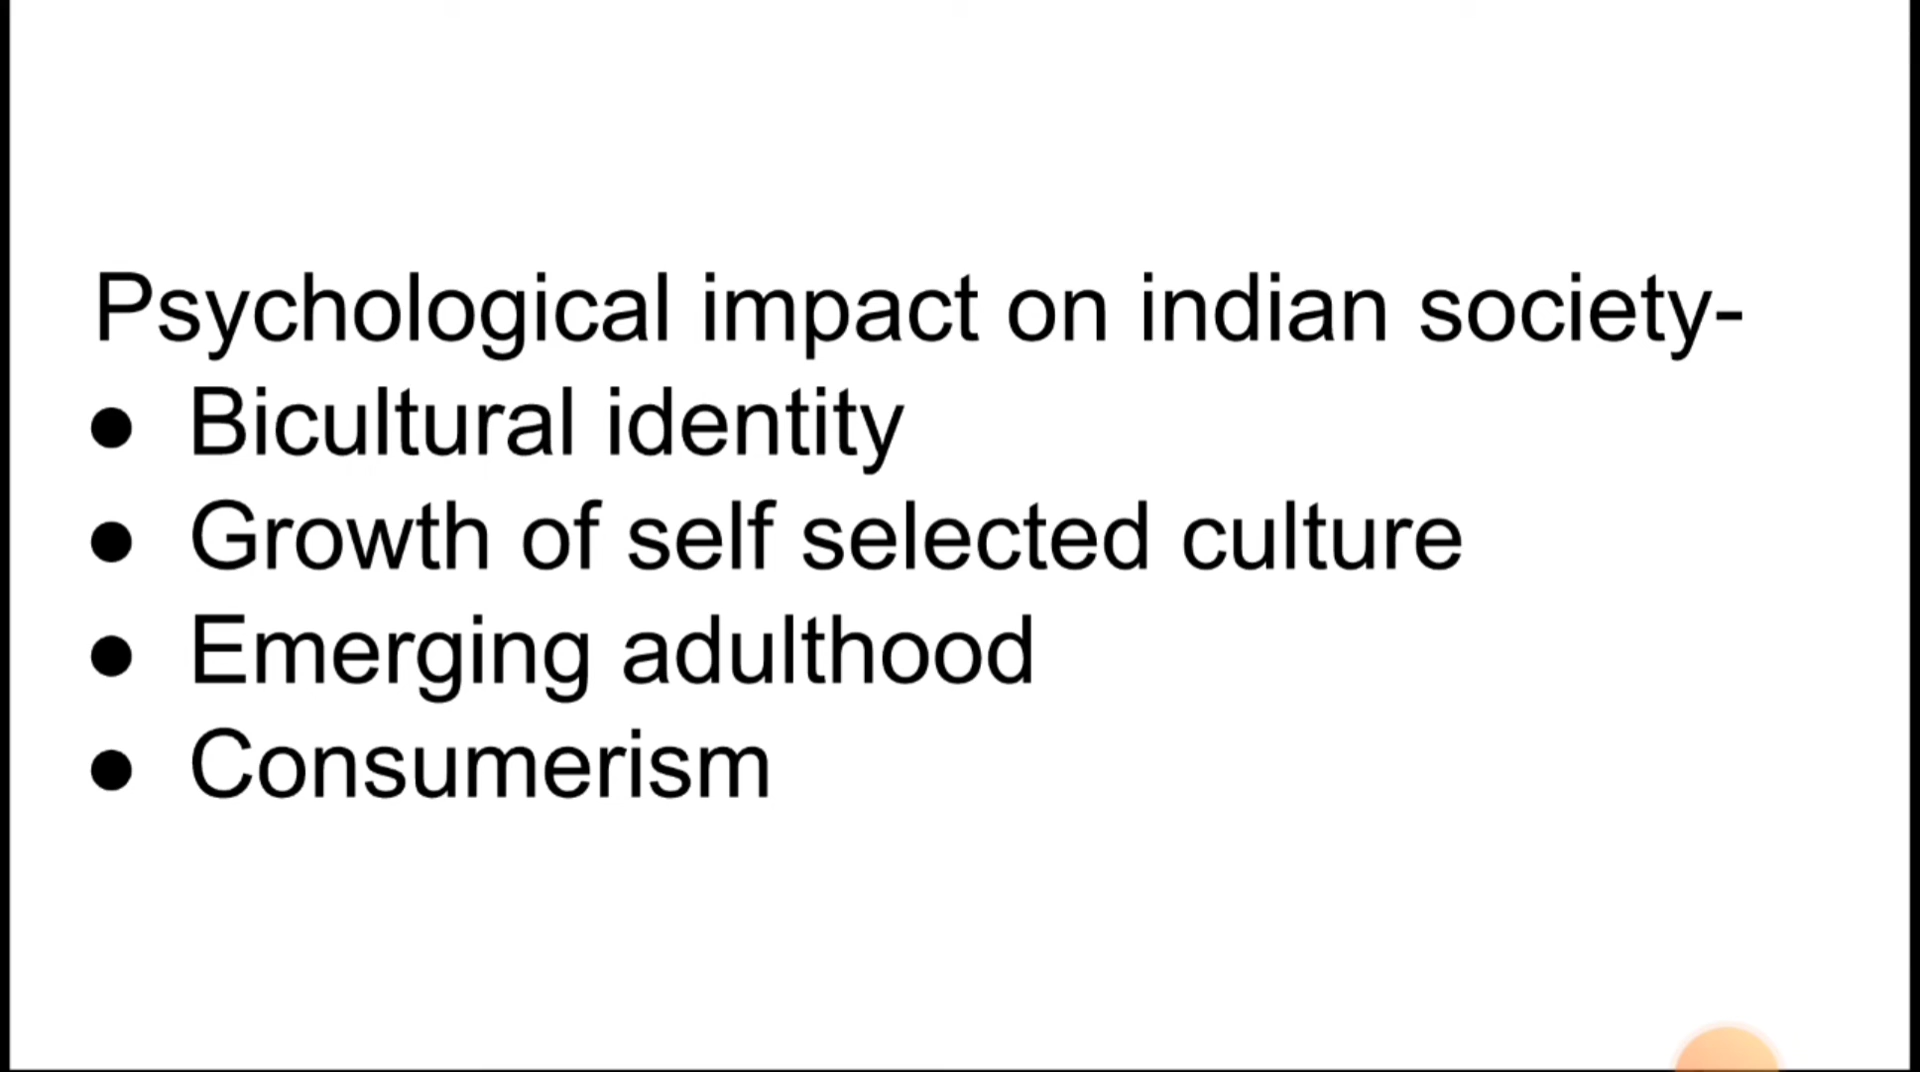 Psychological impact on indian society-
● Bicultural identity
● Growth of self selected culture
● Emerging adulthood
● Consumerism